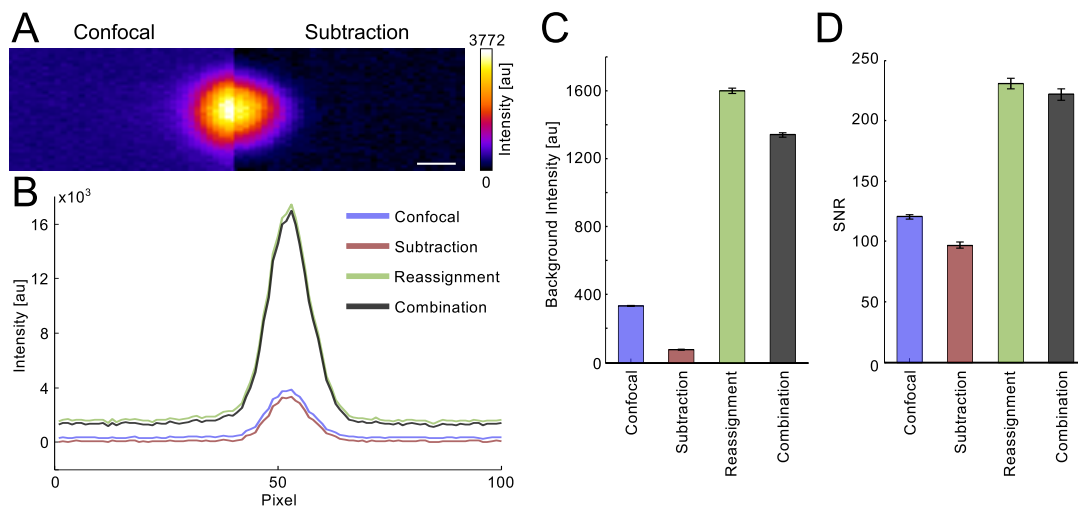 A
Confocal
Subtraction
3772
Intensity [au]
0
B
x10³
16
12
8
4
0
Intensity [au]
0
50
100
Pixel
Confocal
Subtraction
Reassignment
Combination
C
Background Intensity [au]
1600
1200
400
0
Confocal
Subtraction
Reassignment
Combination
D
SNR
250
200
150
100
50
0
Confocal
Subtraction
Reassignment
Combination